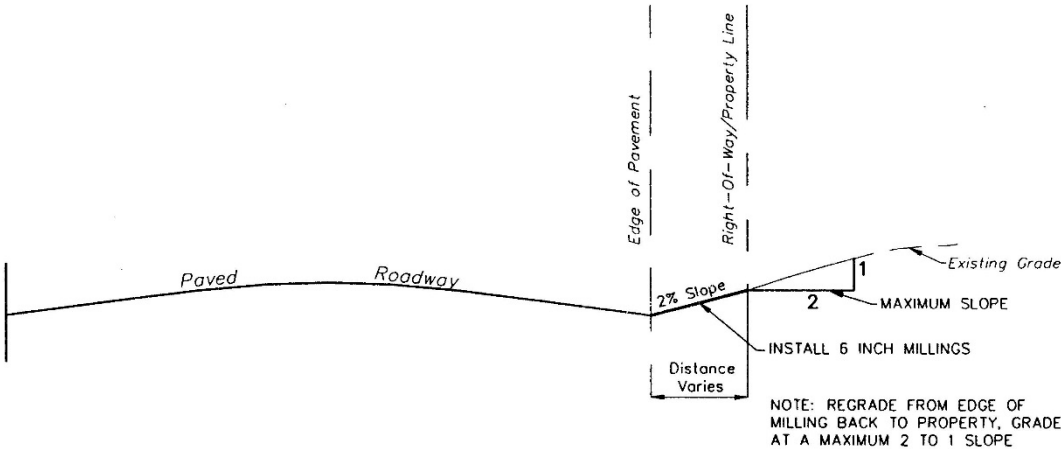 Edge of Pavement
Right-Of-Way/Property Line
Paved Roadway
2% Slope
1
Existing Grade
2
MAXIMUM SLOPE
INSTALL 6 INCH MILLINGS
Distance
Varies
NOTE: REGRADE FROM EDGE OF
MILLING BACK TO PROPERTY, GRADE
AT A MAXIMUM 2 TO 1 SLOPE